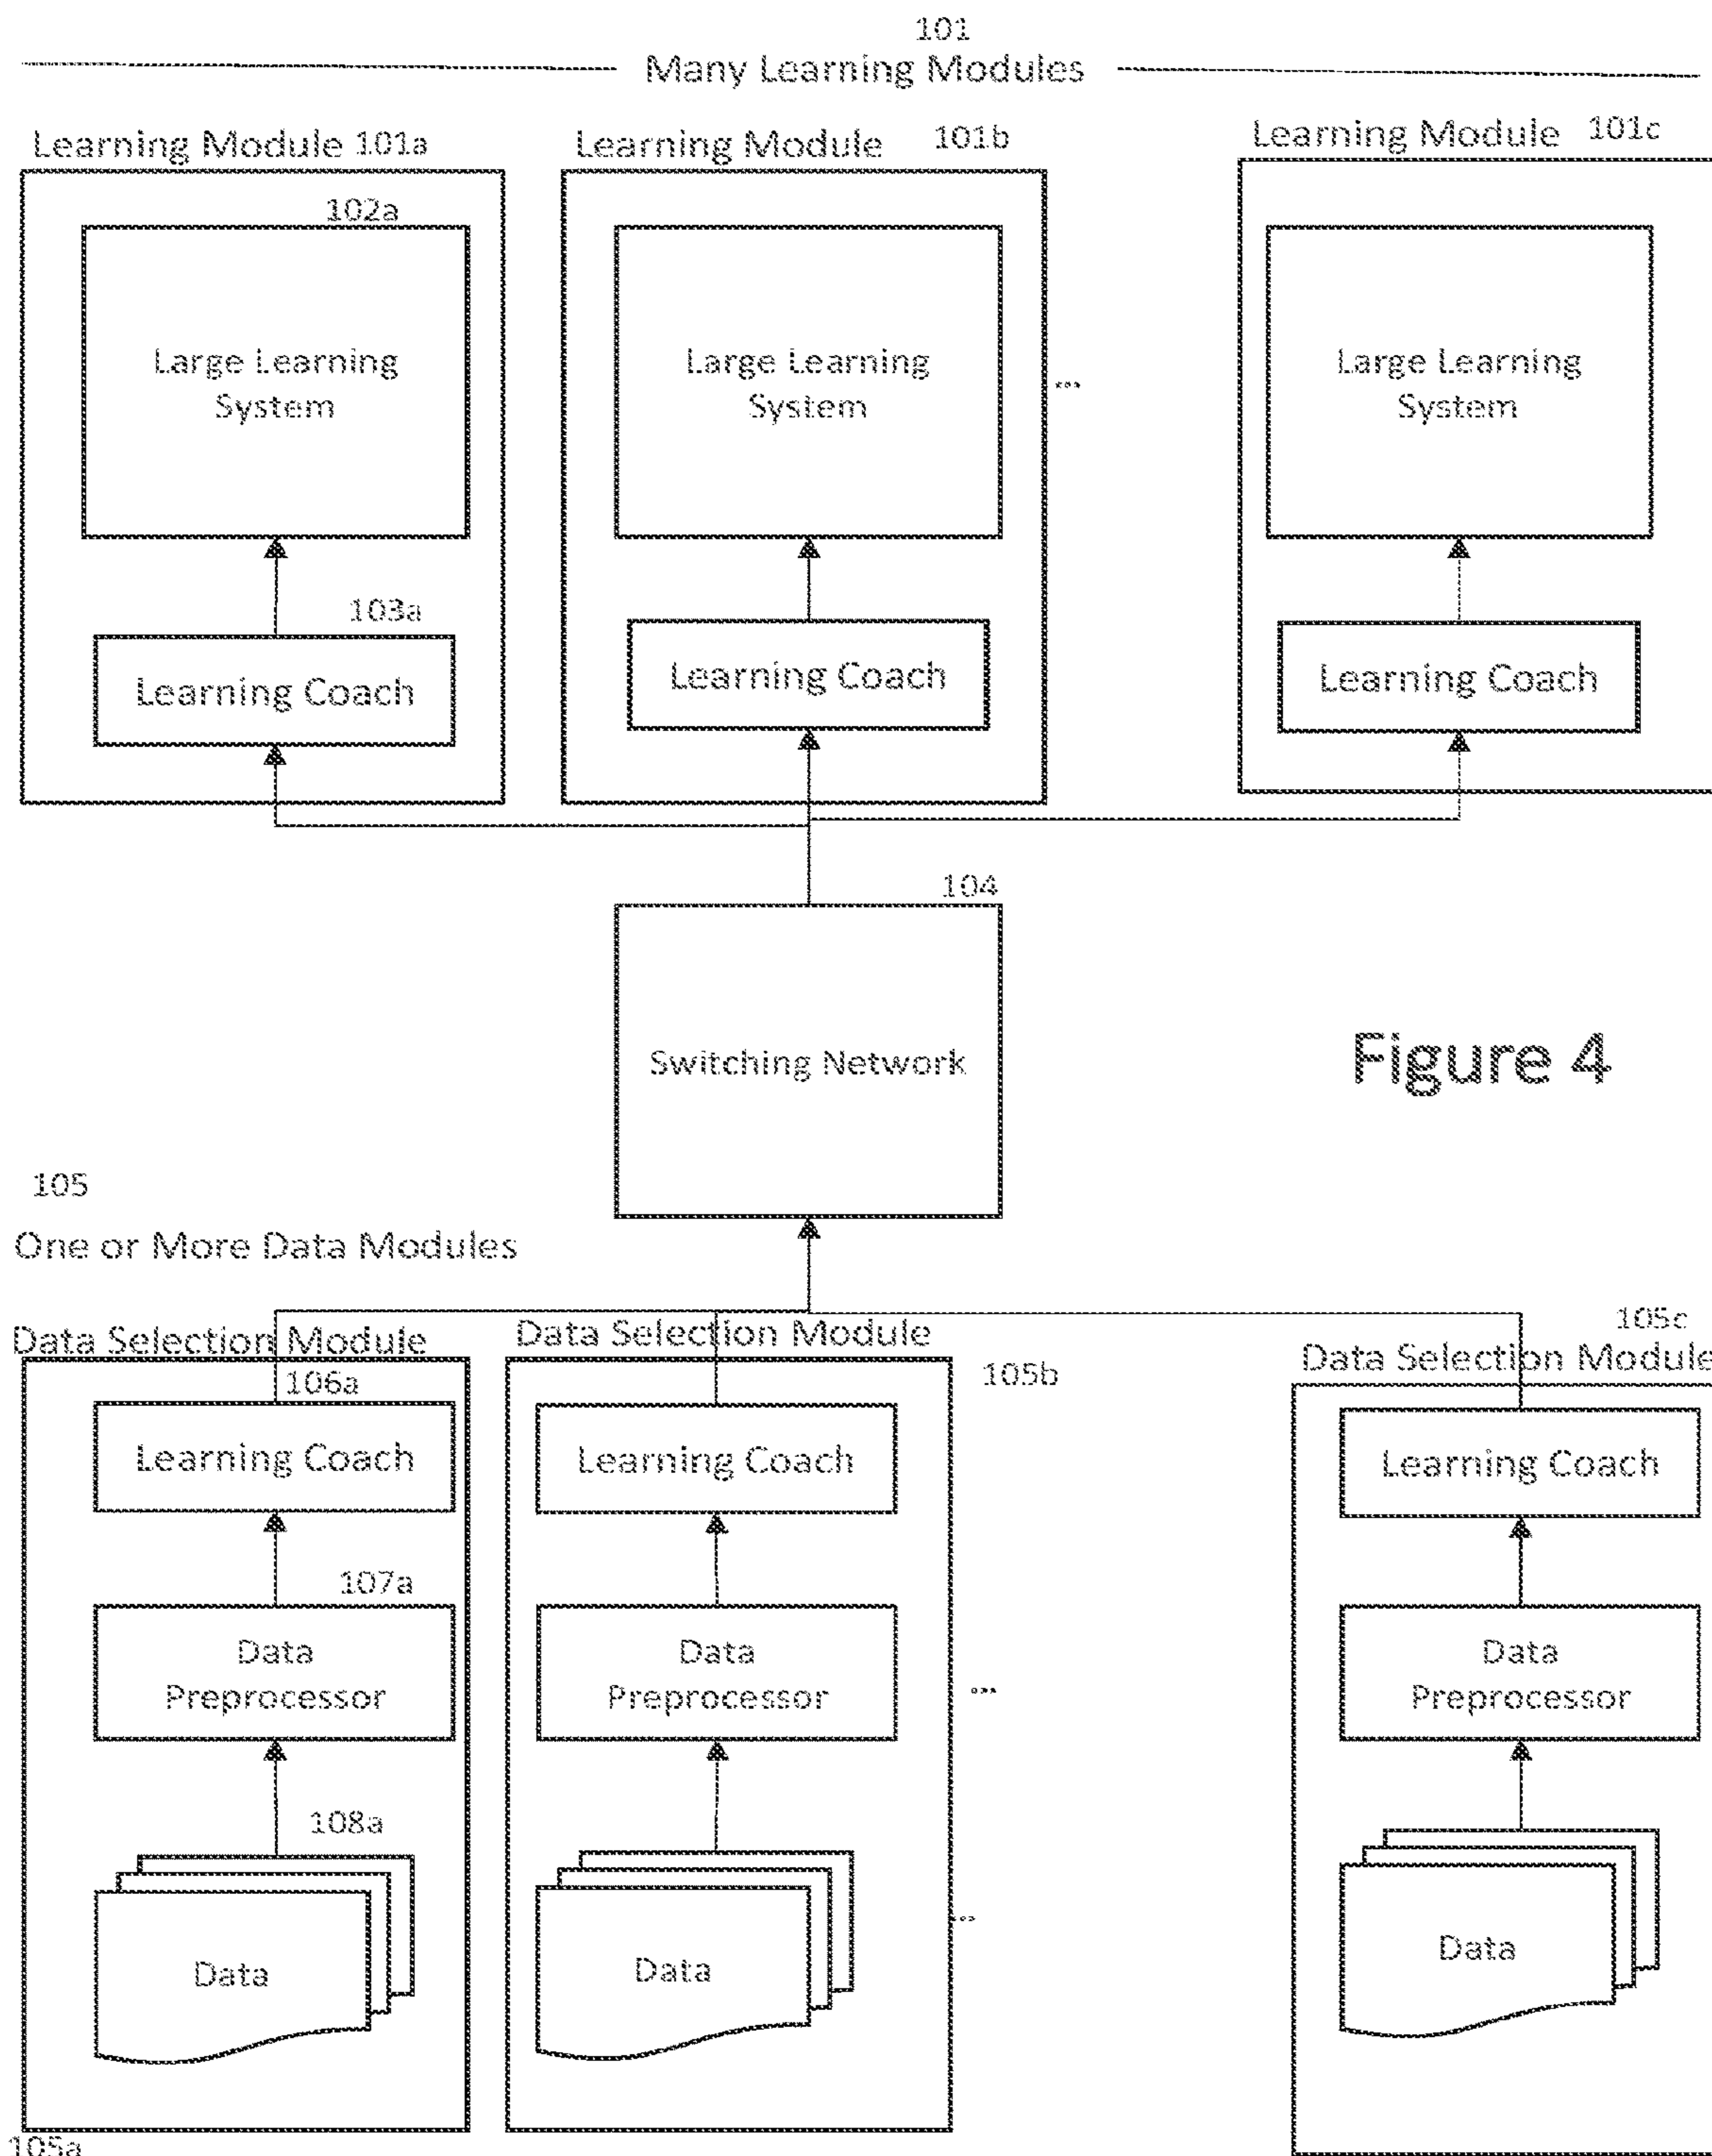 101
Many Learning Modules
Learning Module 101a
Learning Module 101b
Learning Module 101c
102a
Large Learning
System
Large Learning
System
...
Large Learning
System
103a
Learning Coach
Learning Coach
Learning Coach
104
Switching Network
Figure 4
105
One or More Data Modules
Data Selection Module
Data Selection Module
105b
105c
Data Selection Module
106a
Learning Coach
Learning Coach
Learning Coach
107a
Data
Preprocessor
Data
Preprocessor
...
Data
Preprocessor
108a
Data
Data
...
Data
105a